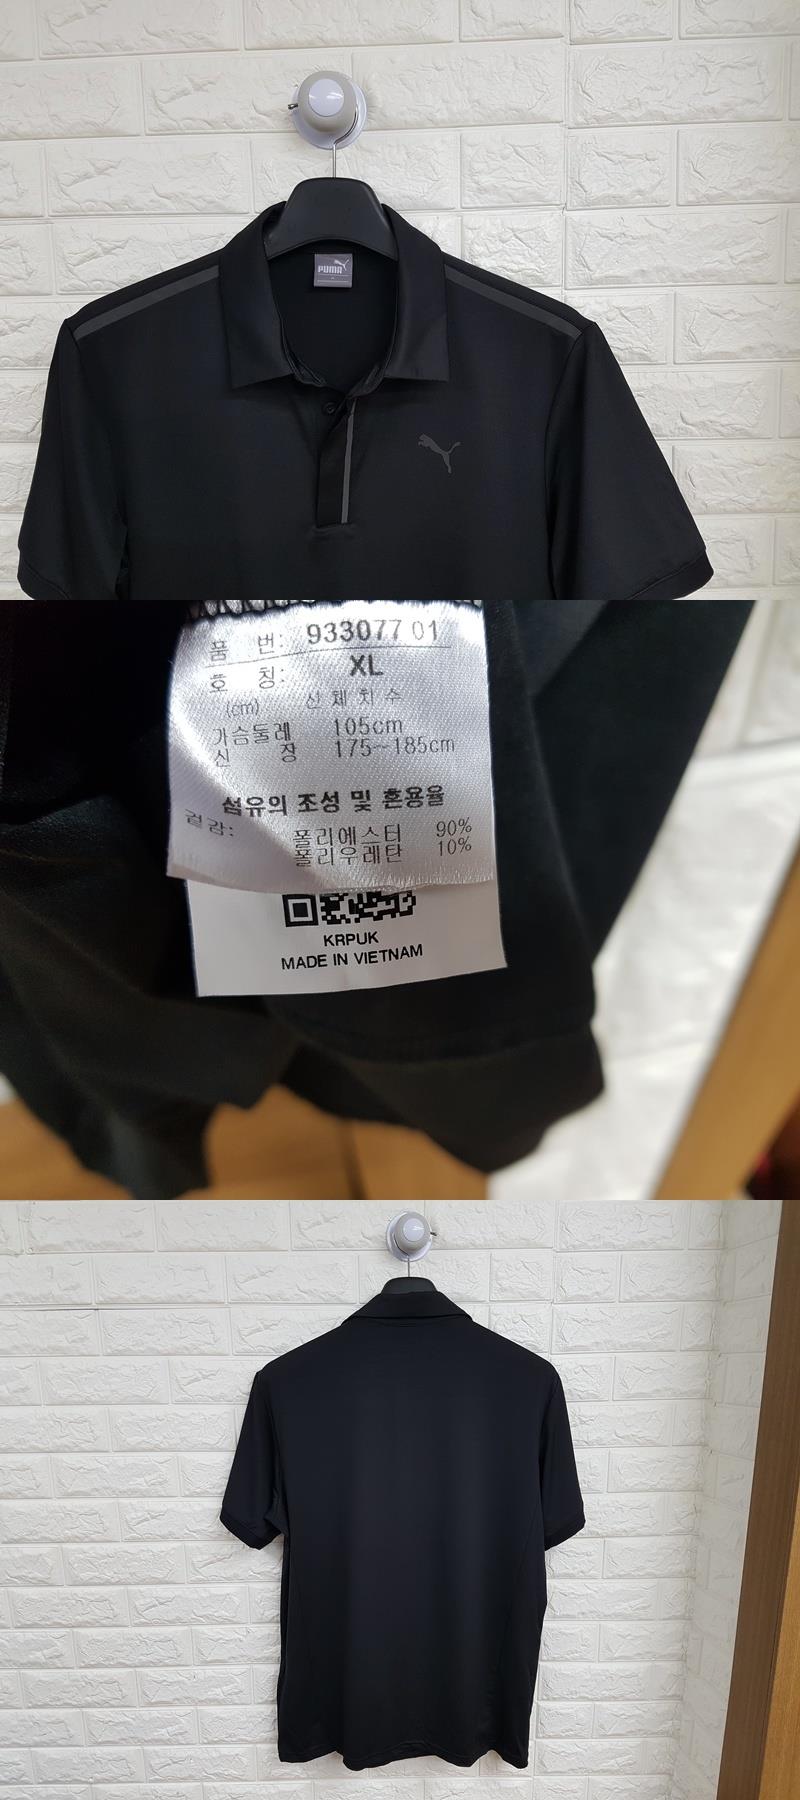 PUMA
품 번: 933077 01
호 칭: XL
(cm) 신체치수
가슴둘레 105cm
신 장 175~185cm
섬유의 조성 및 혼용율
겉감: 폴리에스터 90%
폴리우레탄 10%
KRPUK
MADE IN VIETNAM